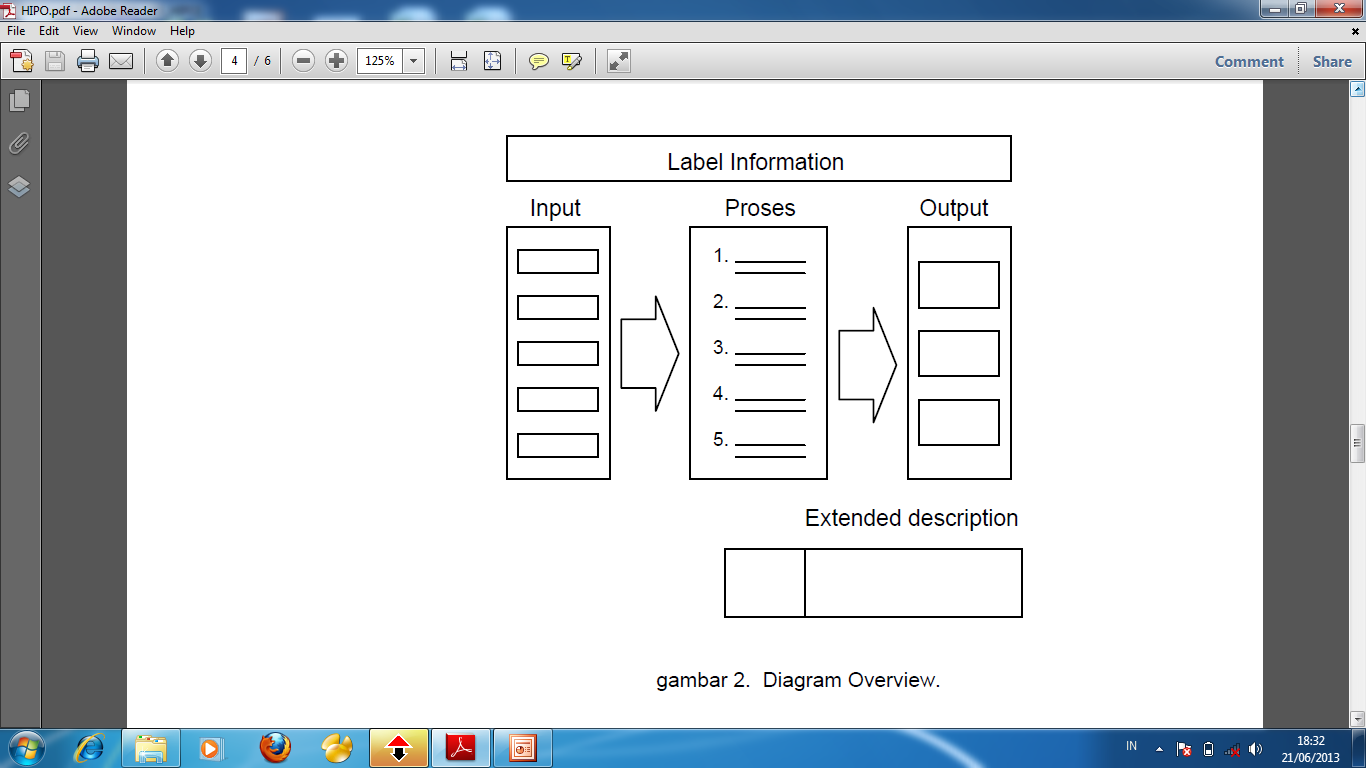 HIPO.pdf - Adobe Reader
File Edit View Window Help
4 / 6 125% Comment Share
Label Information
Input Proses Output
1.
2.
3.
4.
5.
Extended description
gambar 2. Diagram Overview.
IN 18:32
21/06/2013